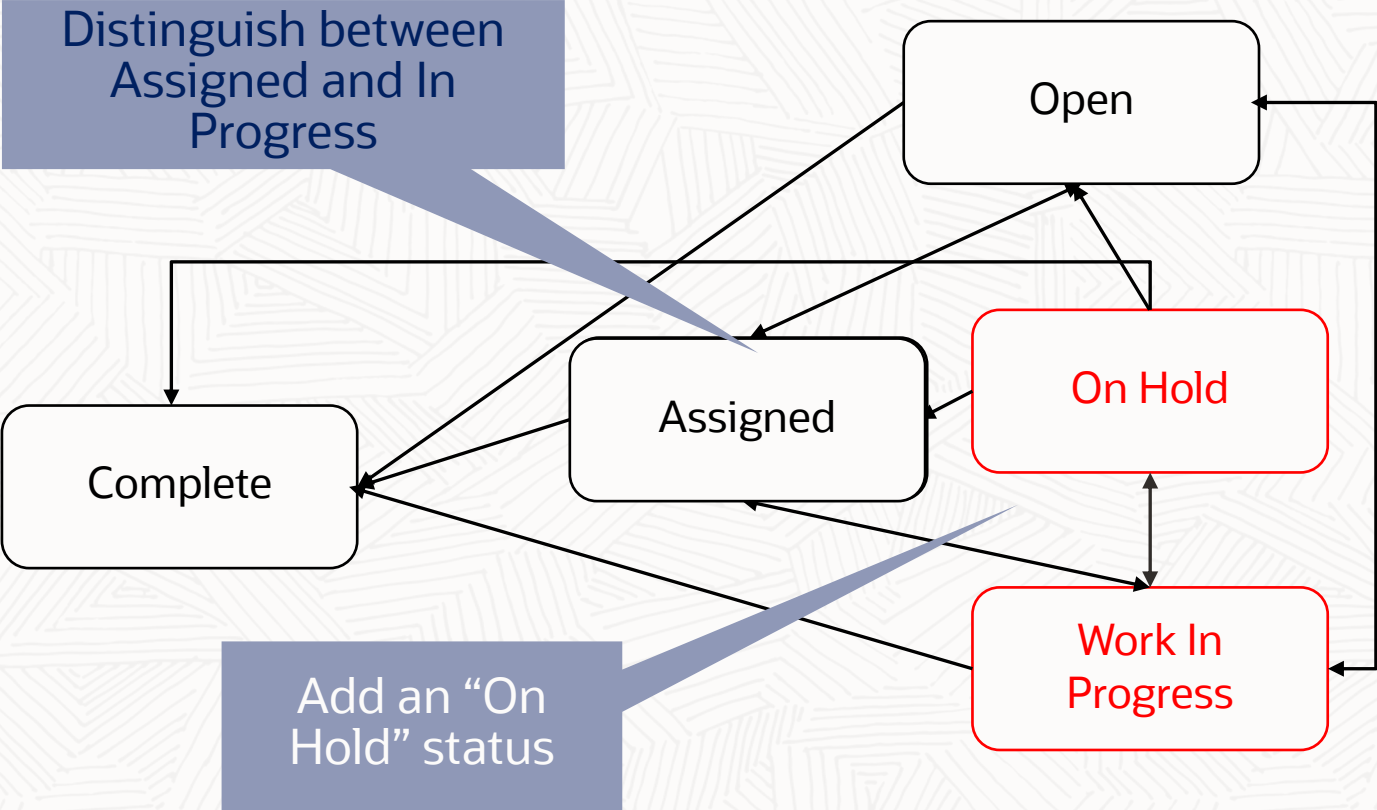 Distinguish between
Assigned and In
Progress
Open
On Hold
Assigned
Complete
Work In
Progress
Add an “On
Hold” status